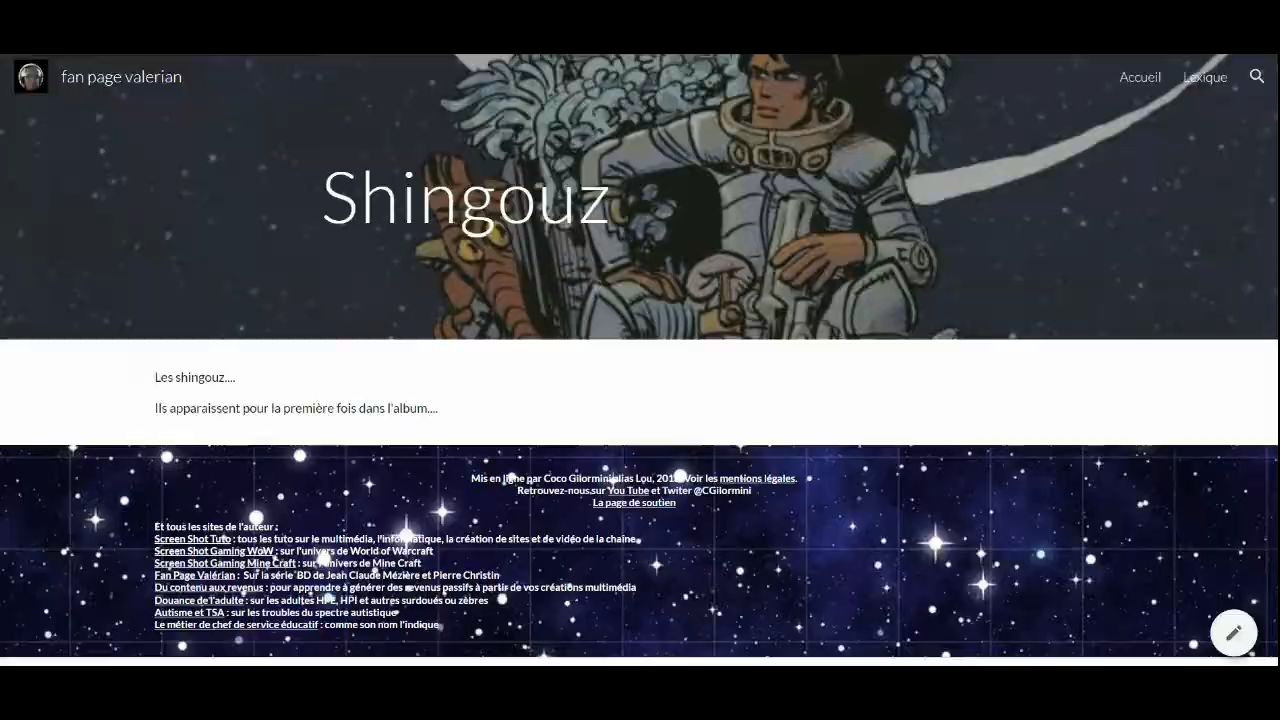 fan page valerian
Accueil Lexique
Shingouz
Les shingouz....
Ils apparaissent pour la première fois dans l'album....
Mis en ligne par Coco Gilormini alias Lou, Voir les mentions légales.
Retrouvez-nous sur You Tube et Twiter @CGilormini
La page de soutien
Et tous les sites de l'auteur :
Screen Shot Tuto : tous les tuto sur le multimédia, l'informatique, la création de sites et de vidéo de la chaine.
Screen Shot Gaming WoW : sur l'univers de World of Warcraft
Screen Shot Gaming Mine Craft : sur l'univers de Mine Craft
Fan Page Valérian : Sur la série BD de Jean Claude Mézière et Pierre Christin
Du contenu aux revenus : pour apprendre à générer des revenus passifs à partir de vos créations multimédia
Douance de l'adulte : sur les adultes HPE, HPI et autres surdoués ou zèbres
Autisme et TSA : sur les troubles du spectre autistique
Le métier de chef de service éducatif : comme son nom l'indique